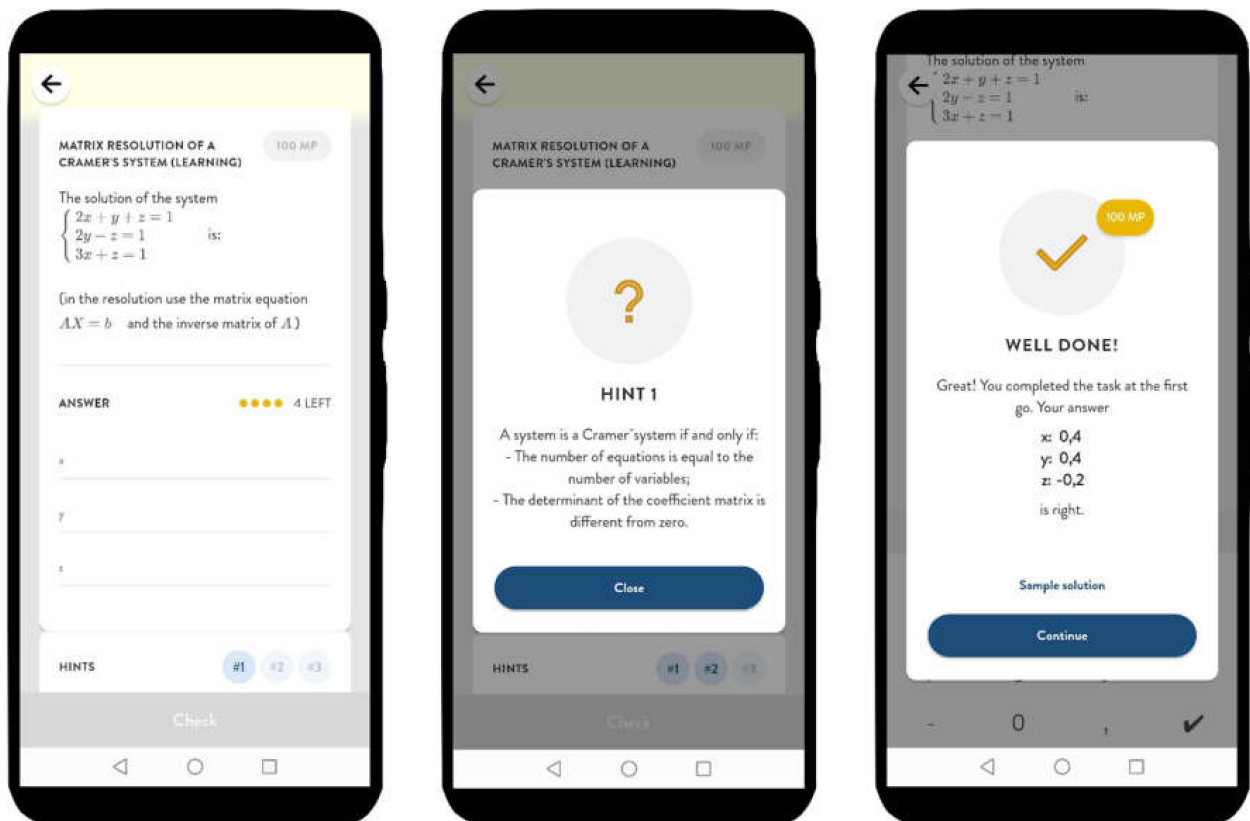 MATRIX RESOLUTION OF A
CRAMER'S SYSTEM (LEARNING)
100 MP
The solution of the system
2x + y + z = 1
2y − z = 1
is:
3x + z = 1
(in the resolution use the matrix equation
AX = b and the inverse matrix of A)
ANSWER
4 LEFT
x
y
z
HINTS
#1 #2 #3
Check
MATRIX RESOLUTION OF A
CRAMER'S SYSTEM (LEARNING)
100 MP
HINT 1
A system is a Cramer´system if and only if:
- The number of equations is equal to the
number of variables;
- The determinant of the coefficient matrix is
different from zero.
Close
HINTS
#1 #2 #3
Check
The solution of the system
2x + y + z = 1
2y − z = 1
is:
3x + z = 1
100 MP
WELL DONE!
Great! You completed the task at the first
go. Your answer
x: 0,4
y: 0,4
z: -0,2
is right.
Sample solution
Continue
- 0 ,